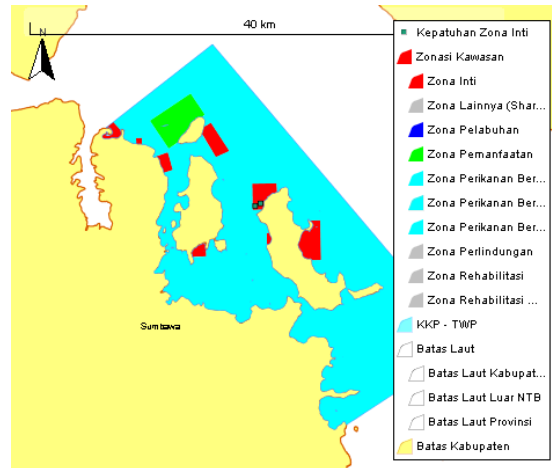 40 km
N
Sumbawa
Kepatuhan Zona Inti
Zonasi Kawasan
Zona Inti
Zona Lainnya (Shar...
Zona Pelabuhan
Zona Pemanfaatan
Zona Perikanan Ber...
Zona Perikanan Ber...
Zona Perikanan Ber...
Zona Perlindungan
Zona Rehabilitasi
Zona Rehabilitasi ...
KKP - TWP
Batas Laut
Batas Laut Kabupat...
Batas Laut Luar NTB
Batas Laut Provinsi
Batas Kabupaten